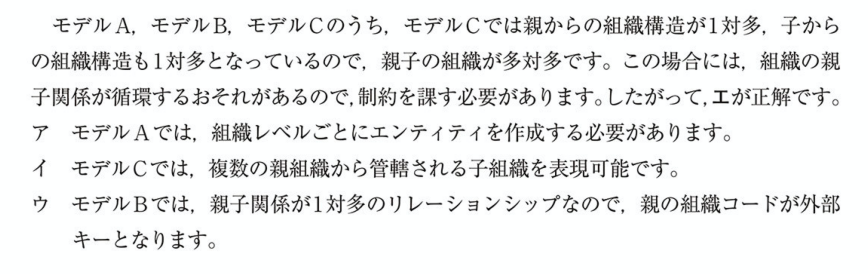 モデルA，モデルB，モデルCのうち，モデルCでは親からの組織構造が1対多，子から
の組織構造も1対多となっているので，親子の組織が多対多です。この場合には，組織の親
子関係が循環するおそれがあるので，制約を課す必要があります。したがって，エが正解です。
ア　モデルAでは，組織レベルごとにエンティティを作成する必要があります。
イ　モデルCでは，複数の親組織から管轄される子組織を表現可能です。
ウ　モデルBでは，親子関係が1対多のリレーションシップなので，親の組織コードが外部
キーとなります。